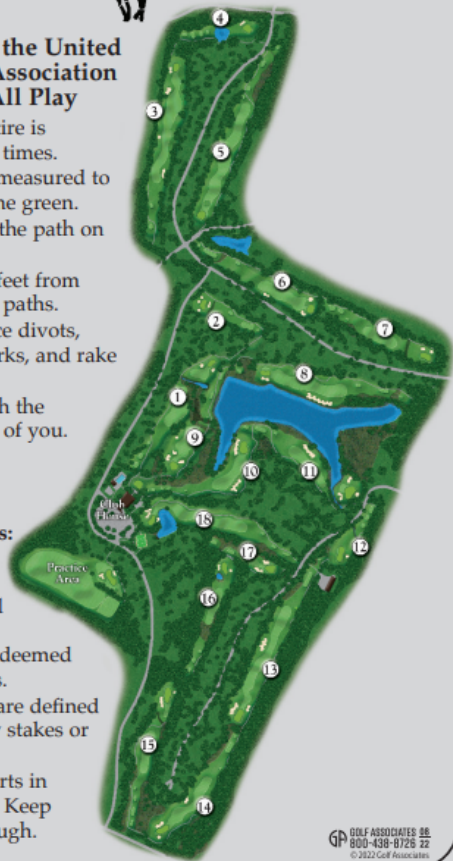 the United
Association
All Play
tire is
times.
measured to
he green.
the path on
feet from
paths.
ce divots,
rks, and rake
h the
of you.
s:
d
deemed
s.
are defined
y stakes or
rts in
Keep
ugh.
4
3
5
6
7
2
8
1
9
10
11
Club
House
18
17
12
Practice
Area
16
13
15
14
GA GOLF ASSOCIATES 06
800-438-8726 22
©2022 Golf Associates